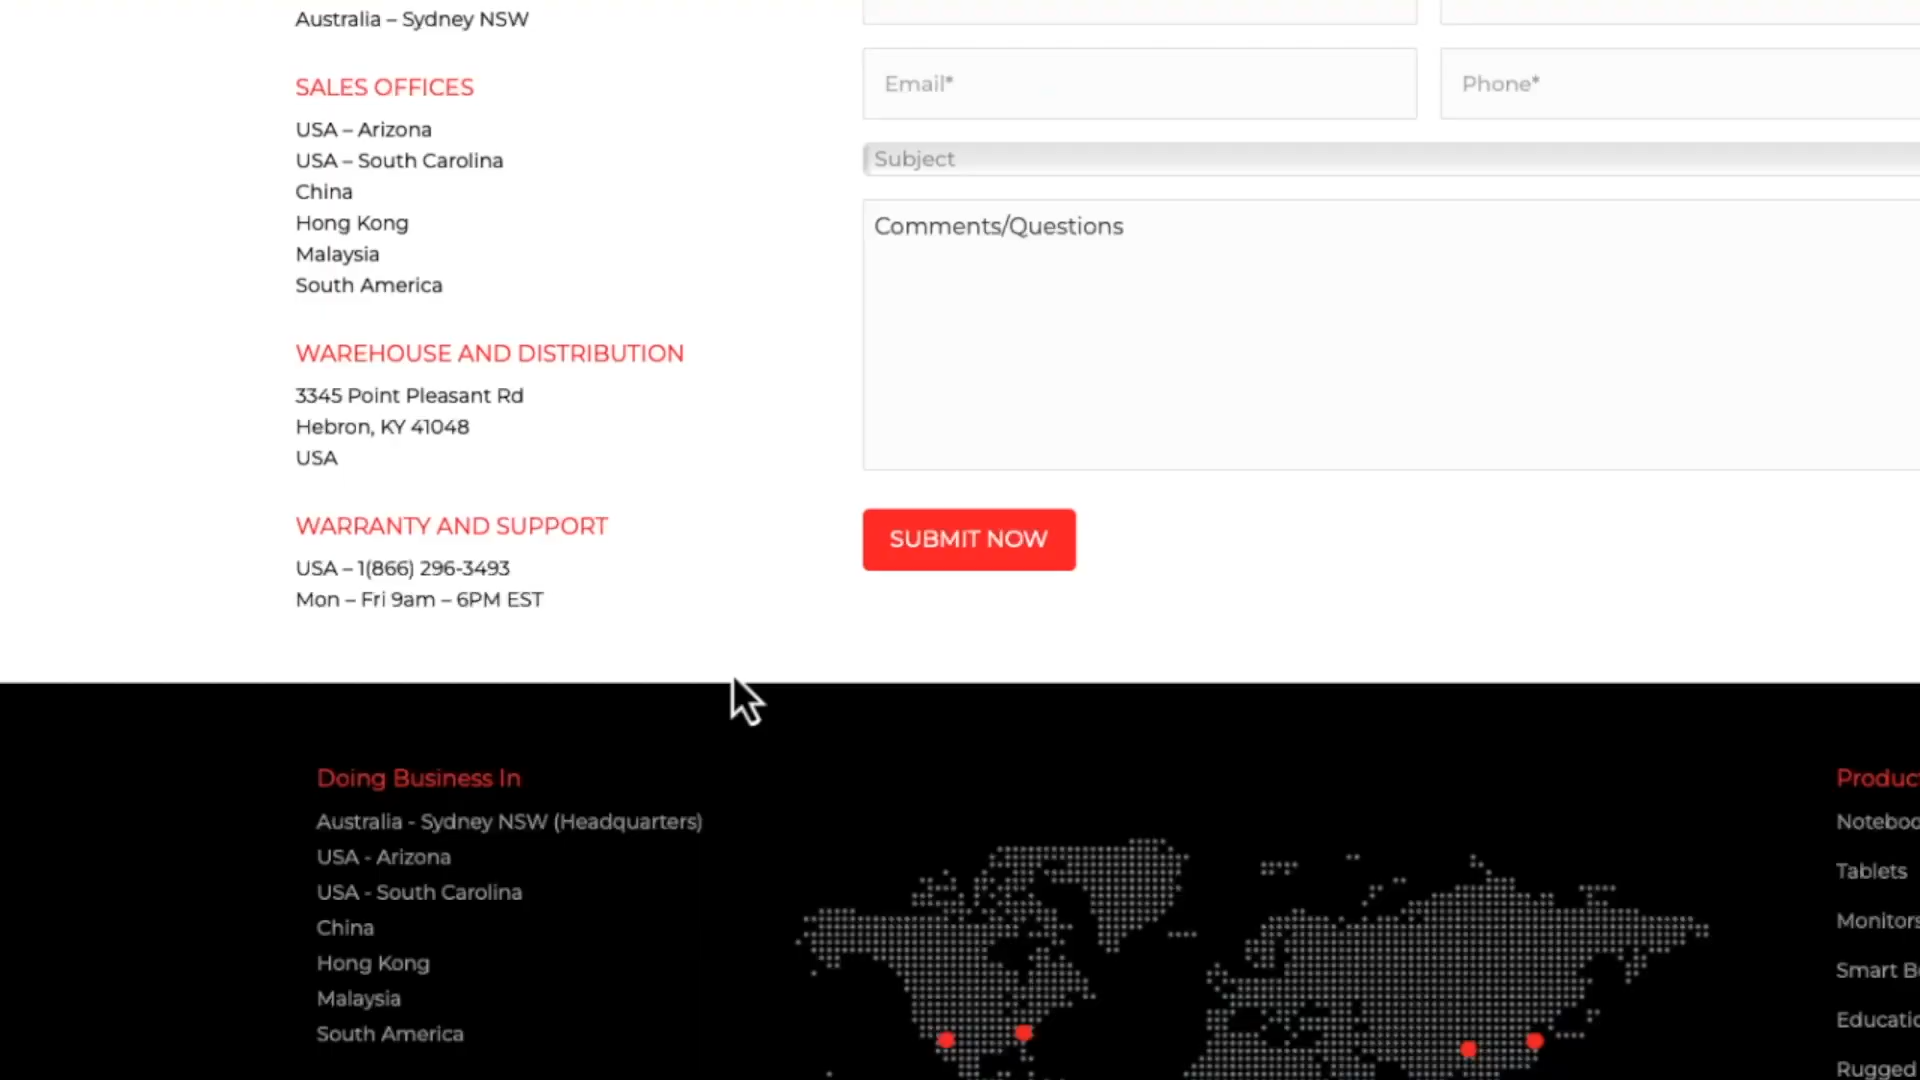 Australia – Sydney NSW
SALES OFFICES
USA – Arizona
USA – South Carolina
China
Hong Kong
Malaysia
South America
WAREHOUSE AND DISTRIBUTION
3345 Point Pleasant Rd
Hebron, KY 41048
USA
WARRANTY AND SUPPORT
USA – 1(866) 296-3493
Mon – Fri 9am – 6PM EST
Email*
Phone*
Subject
Comments/Questions
SUBMIT NOW
Doing Business In
Australia - Sydney NSW (Headquarters)
USA - Arizona
USA - South Carolina
China
Hong Kong
Malaysia
South America
Tablets
Monitors
Smart
Rugged